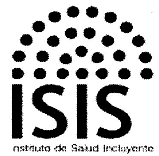 ISIS
nstituto de Salud Incluyente